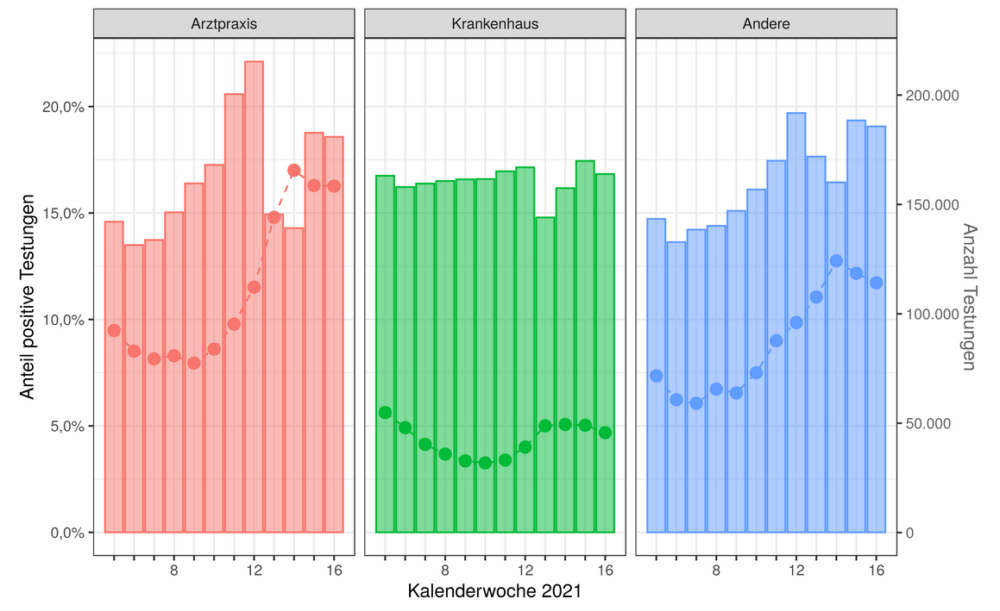 Arztpraxis
Krankenhaus
Andere
Anteil positive Testungen
20,0%
15,0%
10,0%
5,0%
0,0%
200.000
150.000
100.000
50.000
0
Anzahl Testungen
8 12 16
8 12 16
8 12 16
Kalenderwoche 2021